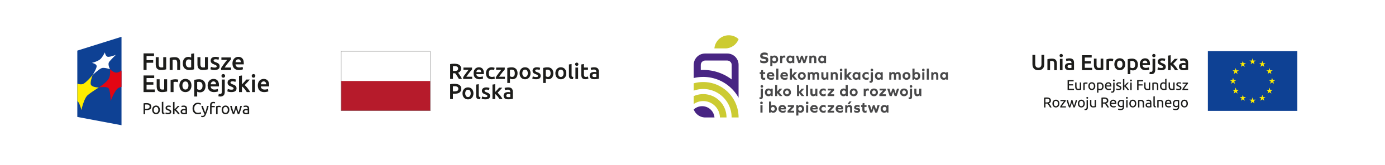 Fundusze
Europejskie
Polska Cyfrowa
Rzeczpospolita
Polska
Sprawna
telekomunikacja mobilna
jako klucz do rozwoju
i bezpieczeństwa
Unia Europejska
Europejski Fundusz
Rozwoju Regionalnego